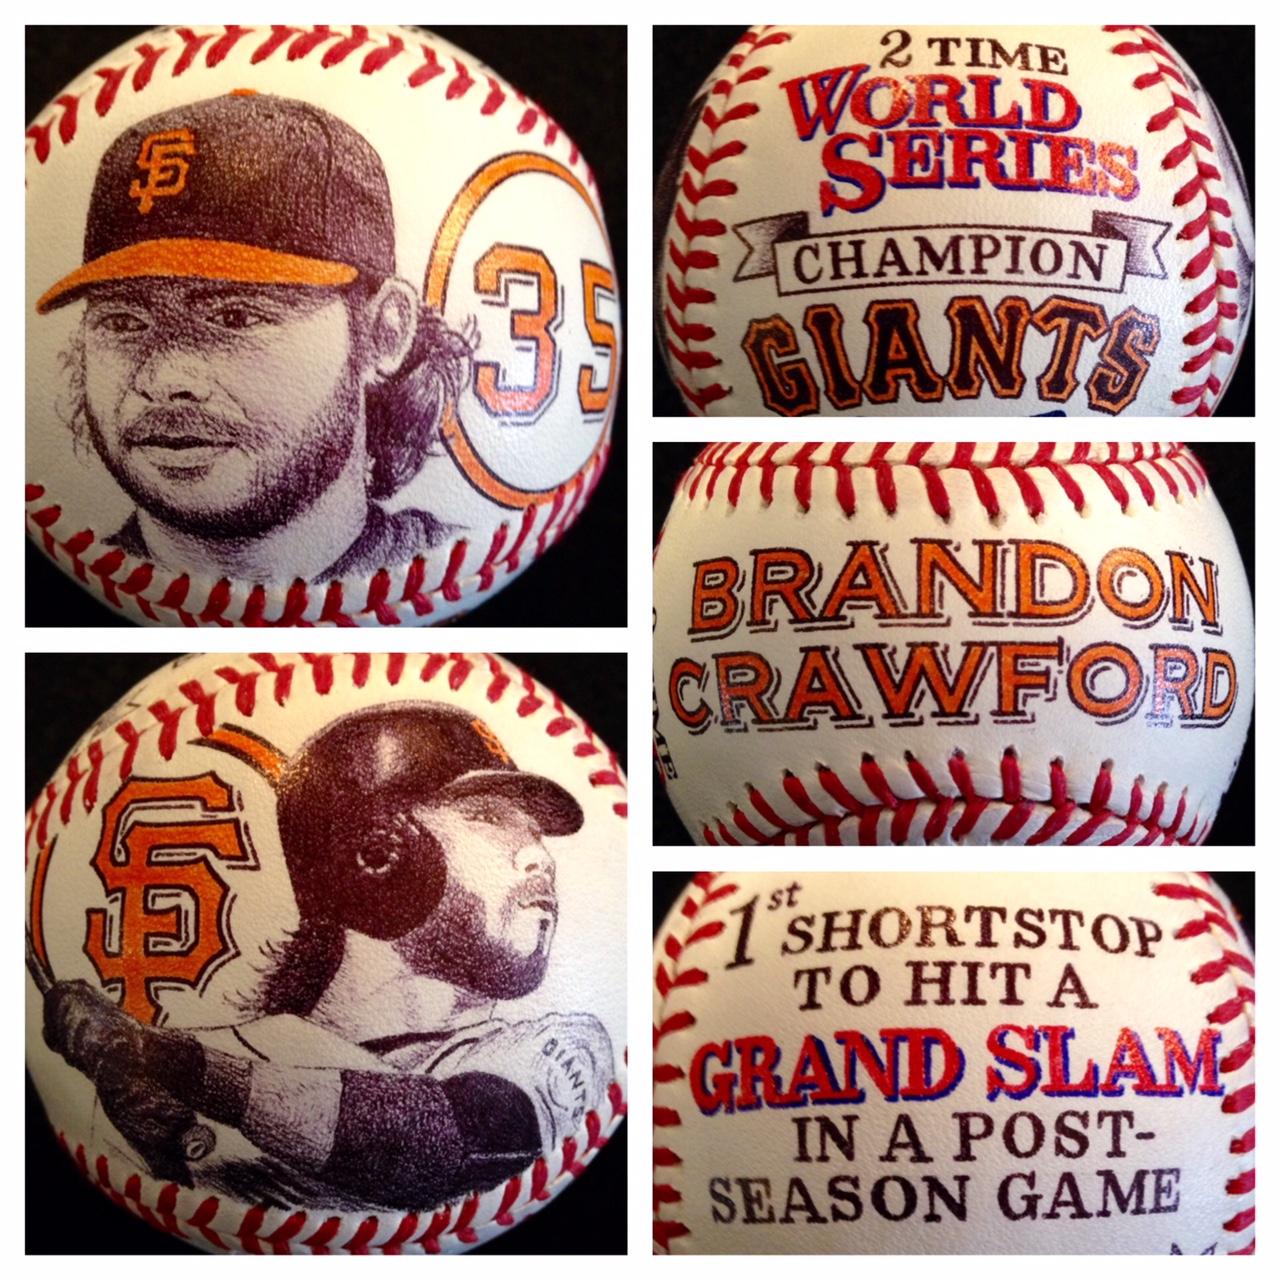 SF
35
2 TIME
WORLD
SERIES
CHAMPION
GIANTS
BRANDON
CRAWFORD
SF
GIANTS
1st SHORTSTOP
TO HIT A
GRAND SLAM
IN A POST-
SEASON GAME